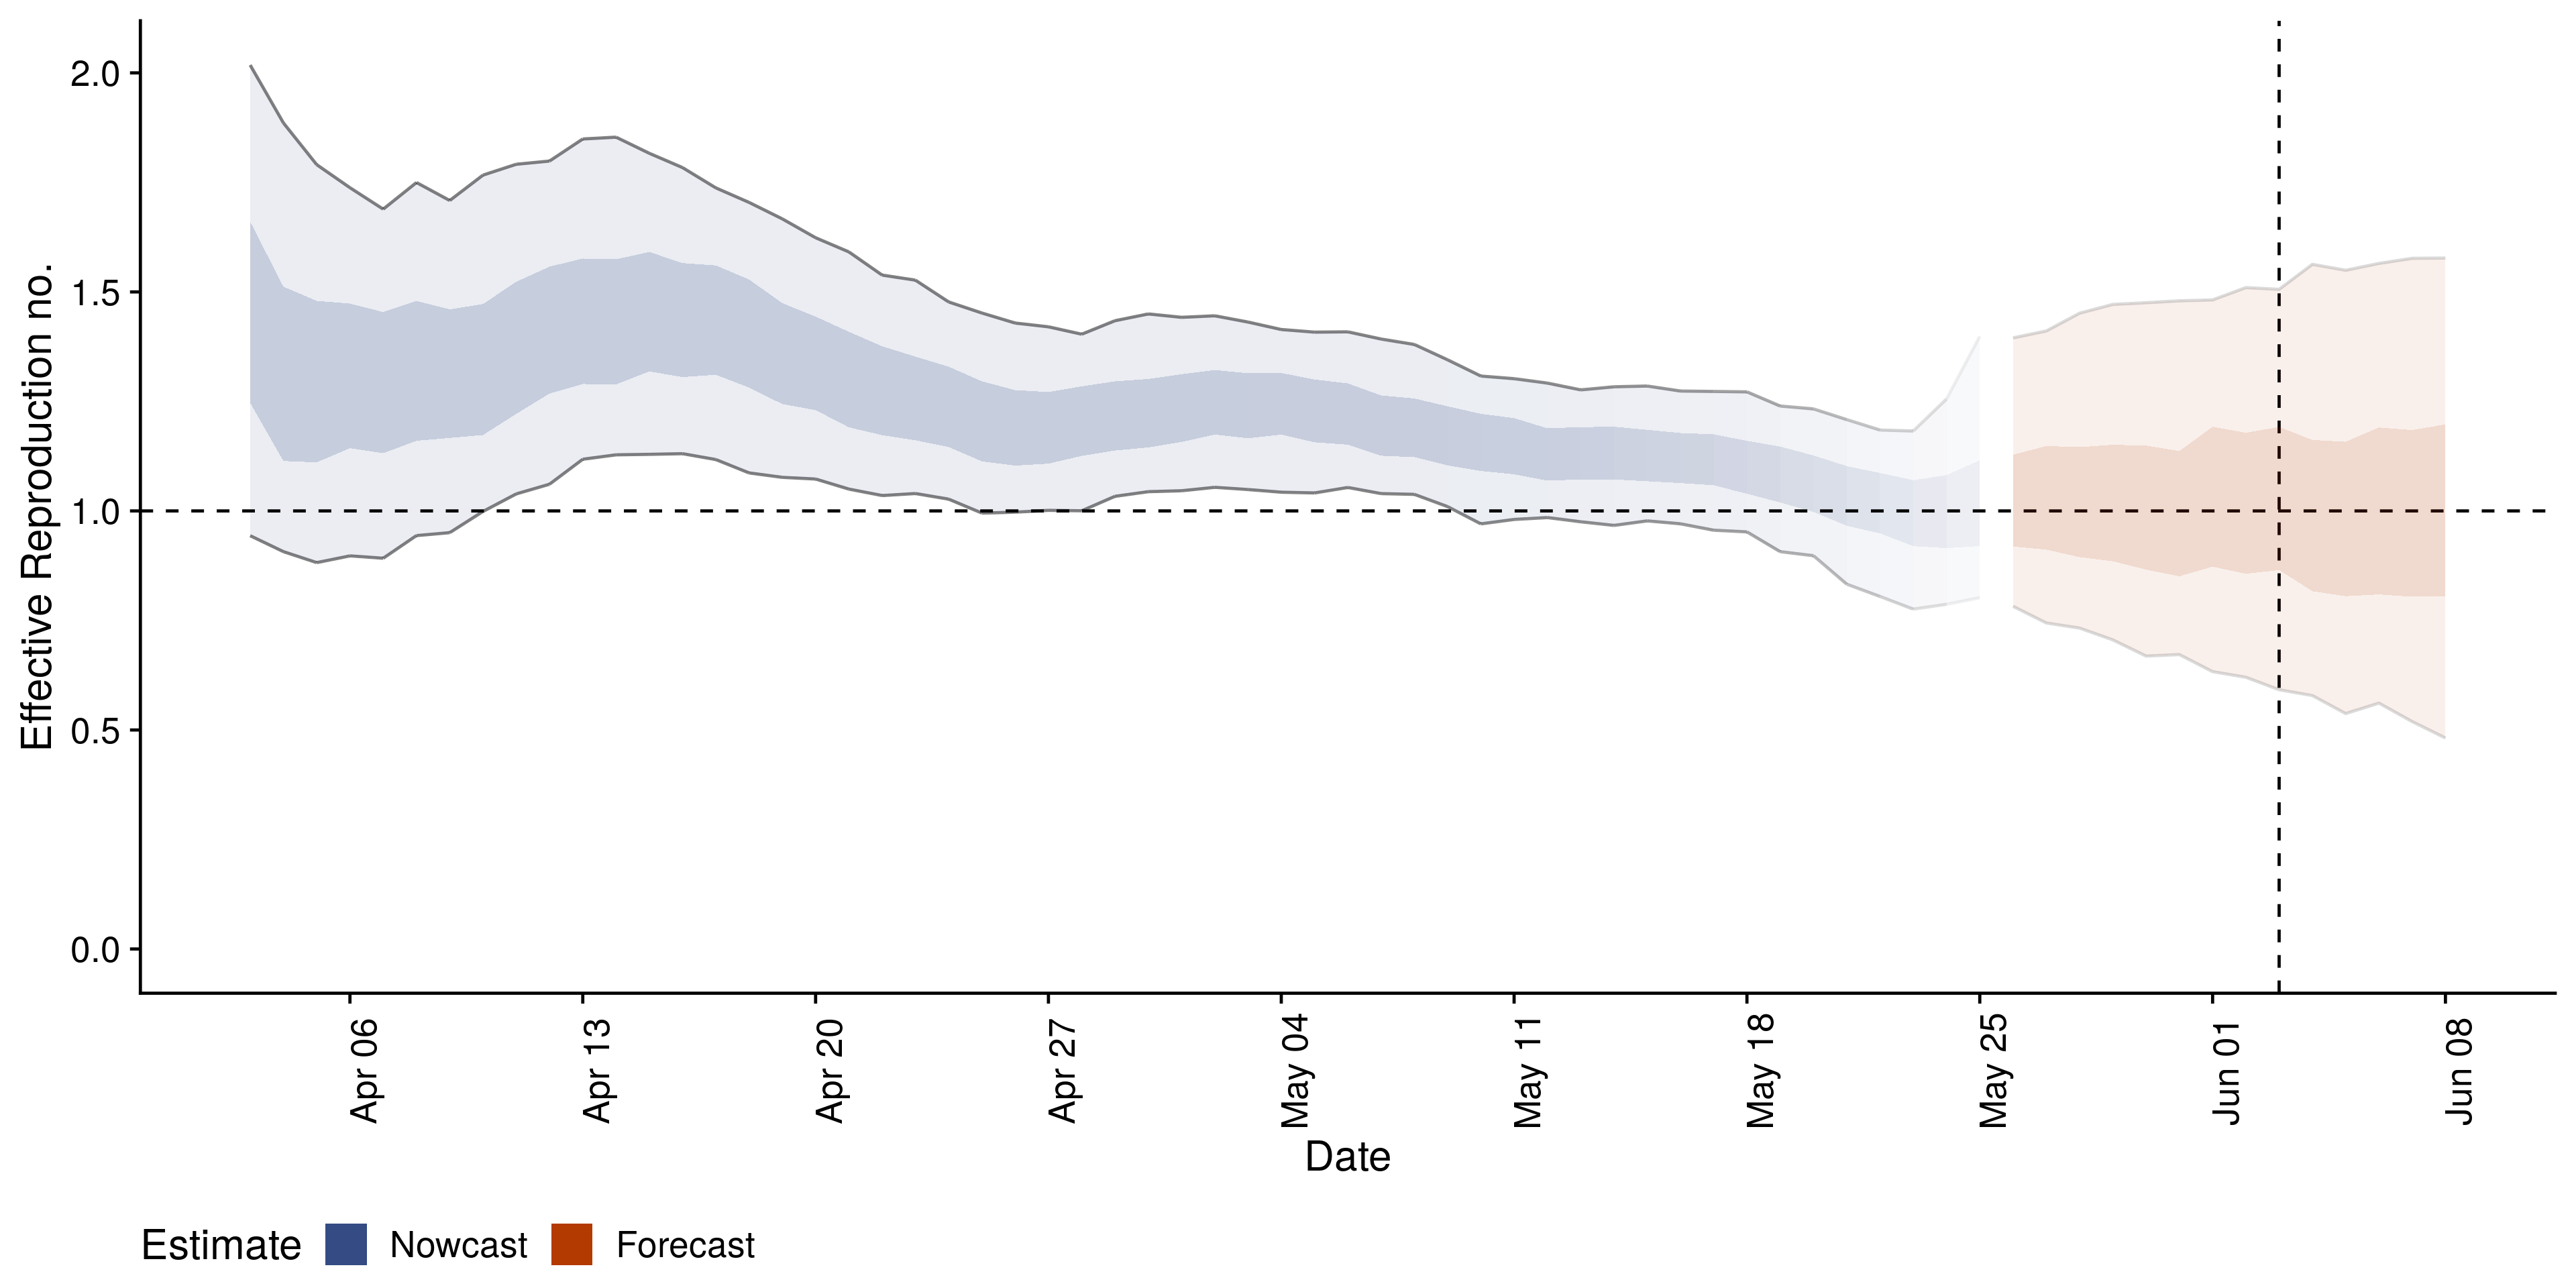 Effective Reproduction no.
2.0
1.5
1.0
0.5
0.0
Apr 06
Apr 13
Apr 20
Apr 27
May 04
May 11
May 18
May 25
Jun 01
Jun 08
Date
Estimate Nowcast Forecast